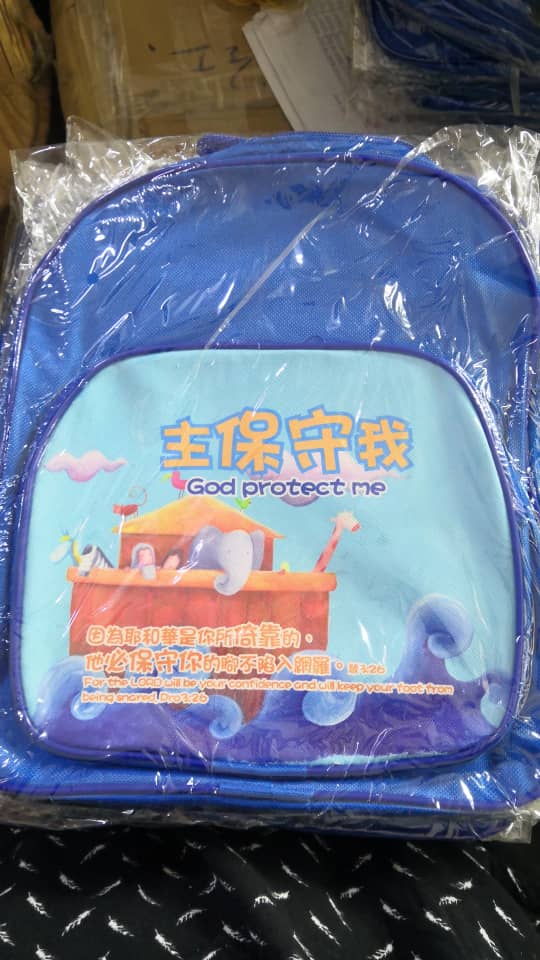 主保守我
God protect me
因為耶和華是你所倚靠的，
他必保守你的腳不陷入網羅。箴3:26
For the LORD will be your confidence and will keep your foot from
being snared. Pro3:26